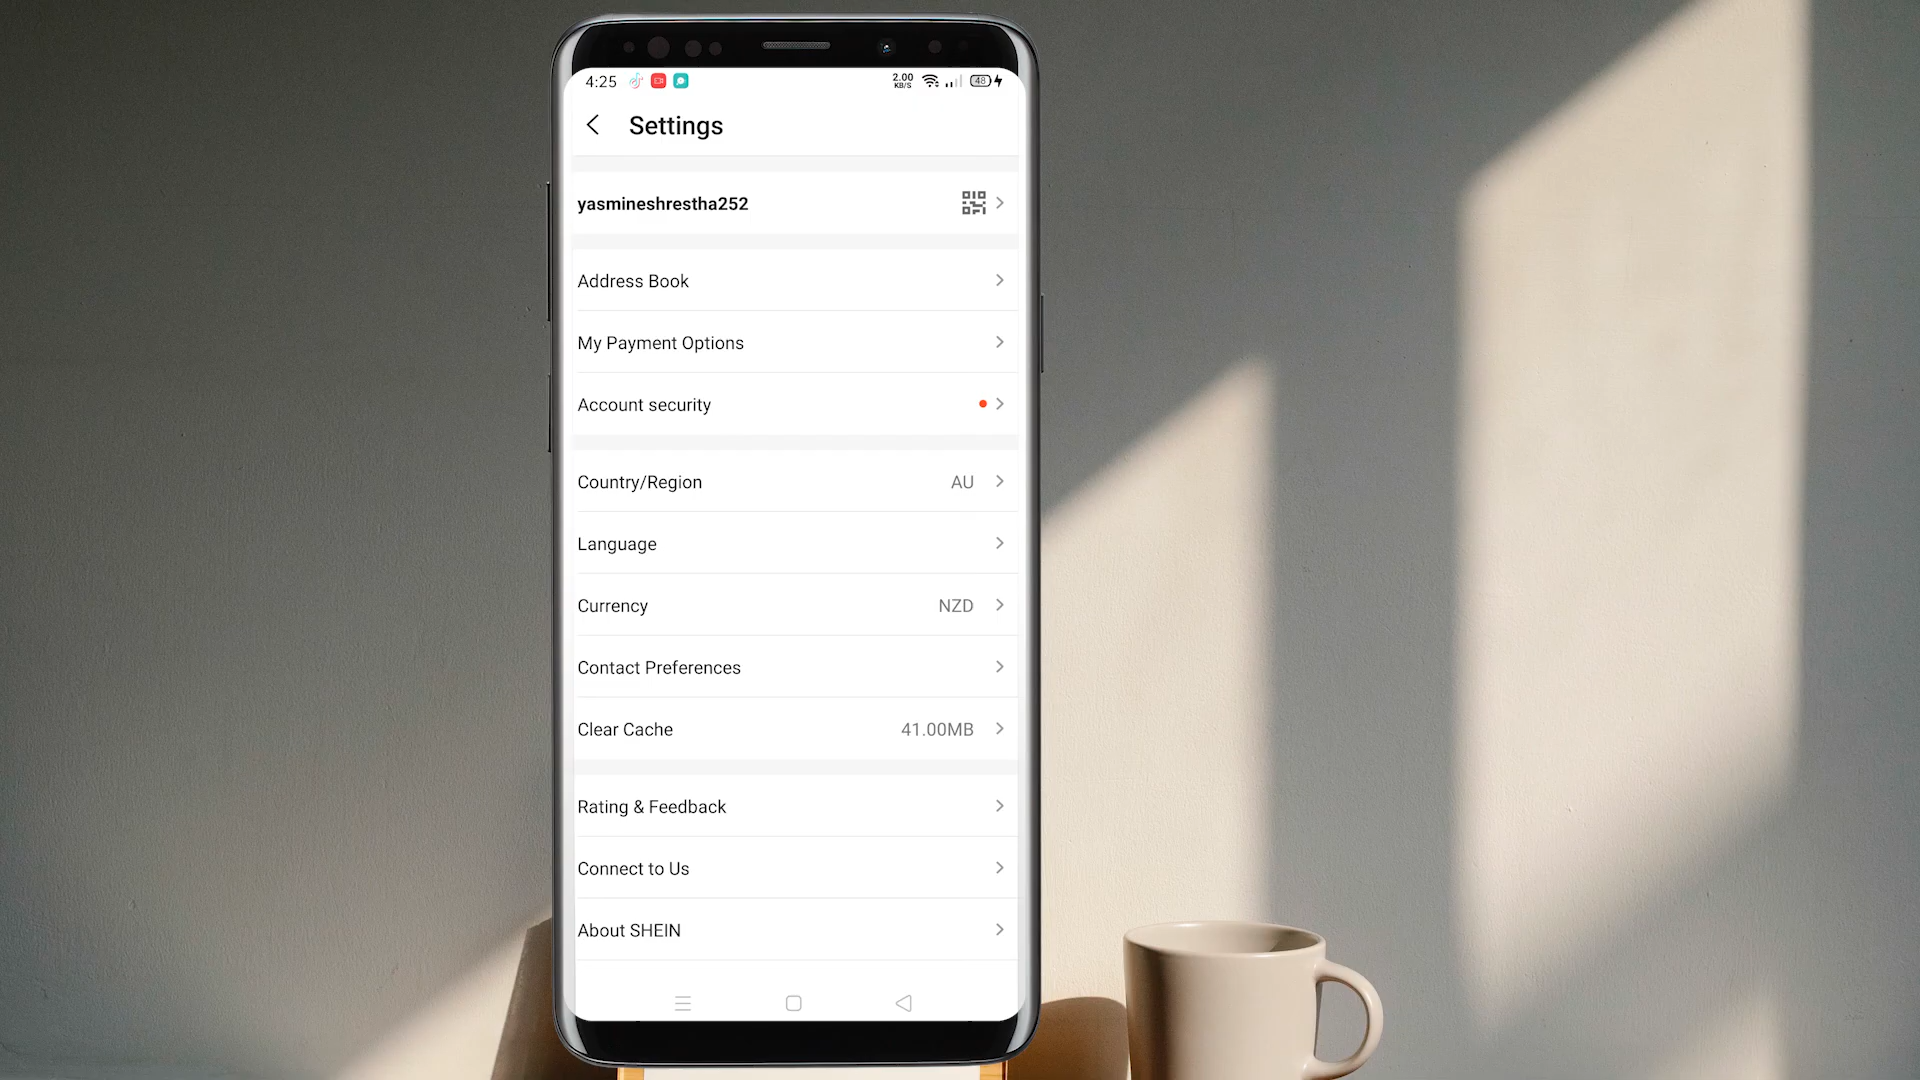 4:25
2.00
KB/S
48
Settings
yasmineshrestha252
Address Book
My Payment Options
Account security
Country/Region AU
Language
Currency NZD
Contact Preferences
Clear Cache 41.00MB
Rating & Feedback
Connect to Us
About SHEIN